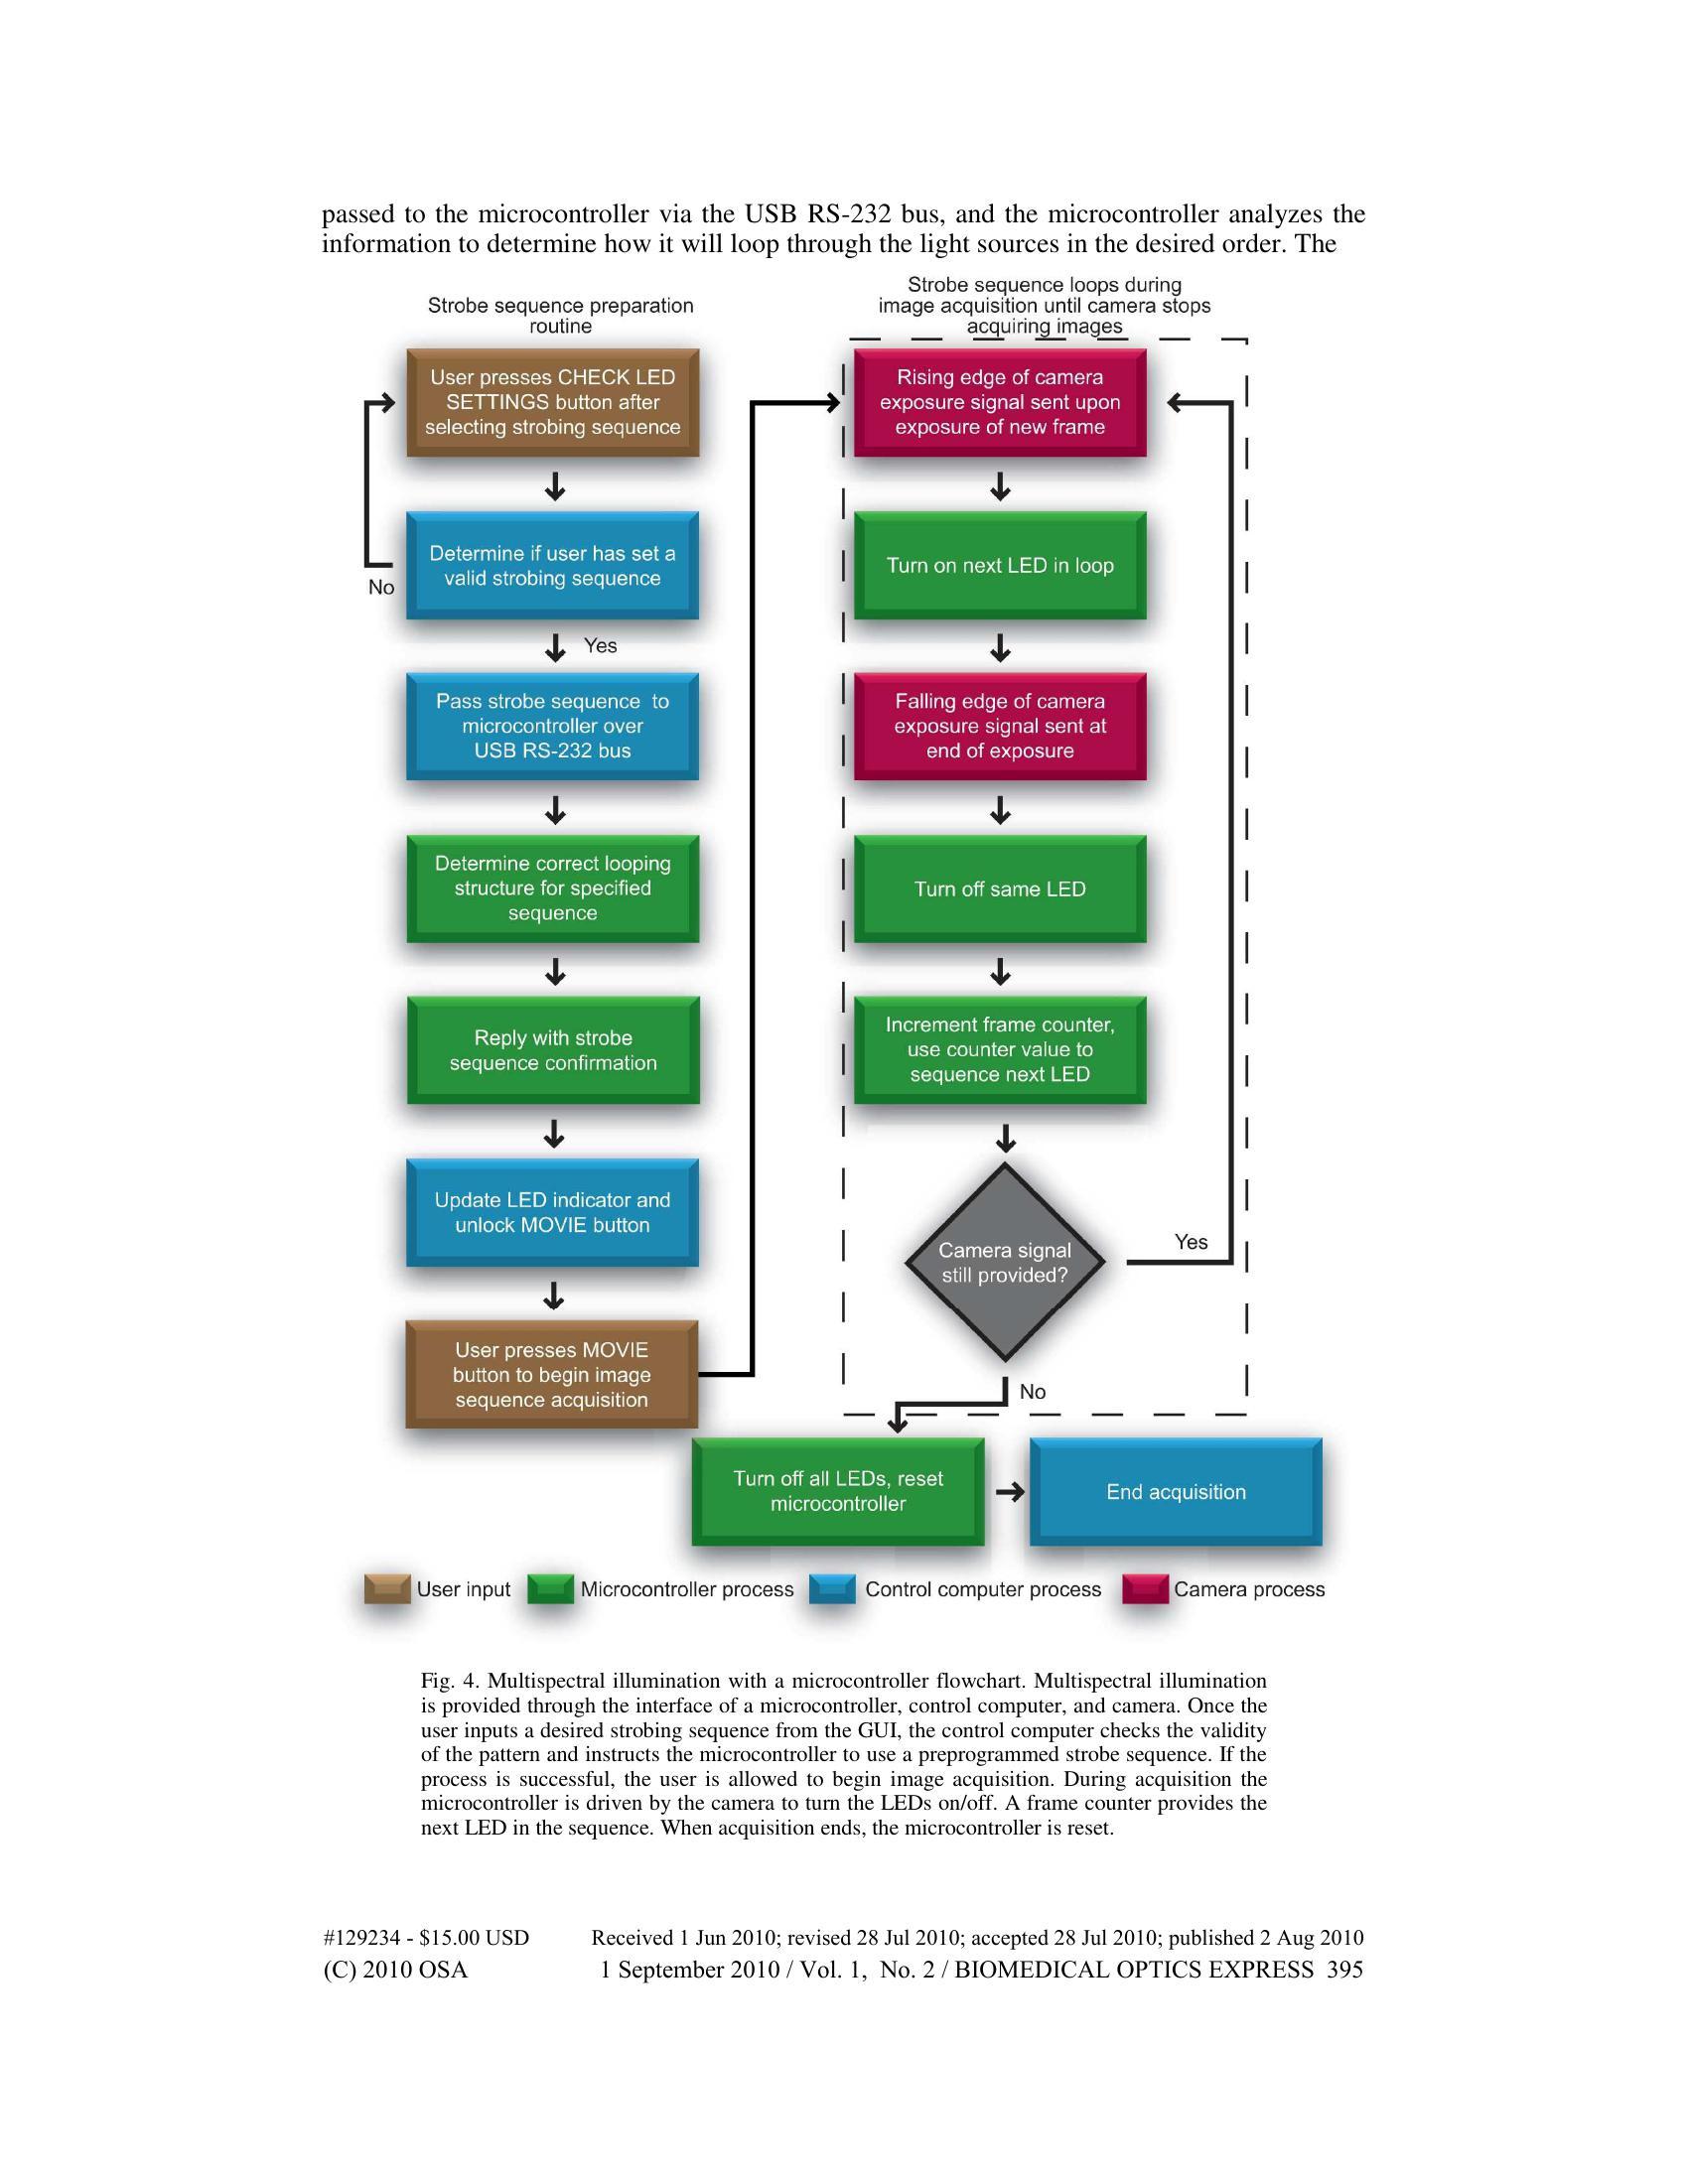 passed to the microcontroller via the USB RS-232 bus, and the microcontroller analyzes the
information to determine how it will loop through the light sources in the desired order. The
Strobe sequence preparation
routine
User presses CHECK LED
SETTINGS button after
selecting strobing sequence
Determine if user has set a
valid strobing sequence
No
Yes
Pass strobe sequence to
microcontroller over
USB RS-232 bus
Determine correct looping
structure for specified
sequence
Reply with strobe
sequence confirmation
Update LED indicator and
unlock MOVIE button
User presses MOVIE
button to begin image
sequence acquisition
Strobe sequence loops during
image acquisition until camera stops
acquiring images
Rising edge of camera
exposure signal sent upon
exposure of new frame
Turn on next LED in loop
Falling edge of camera
exposure signal sent at
end of exposure
Turn off same LED
Increment frame counter,
use counter value to
sequence next LED
Camera signal
still provided?
Yes
No
Turn off all LEDs, reset
microcontroller
End acquisition
User input
Microcontroller process
Control computer process
Camera process
Fig. 4. Multispectral illumination with a microcontroller flowchart. Multispectral illumination
is provided through the interface of a microcontroller, control computer, and camera. Once the
user inputs a desired strobing sequence from the GUI, the control computer checks the validity
of the pattern and instructs the microcontroller to use a preprogrammed strobe sequence. If the
process is successful, the user is allowed to begin image acquisition. During acquisition the
microcontroller is driven by the camera to turn the LEDs on/off. A frame counter provides the
next LED in the sequence. When acquisition ends, the microcontroller is reset.
#129234 - $15.00 USD Received 1 Jun 2010; revised 28 Jul 2010; accepted 28 Jul 2010; published 2 Aug 2010
(C) 2010 OSA 1 September 2010 / Vol. 1, No. 2 / BIOMEDICAL OPTICS EXPRESS 395